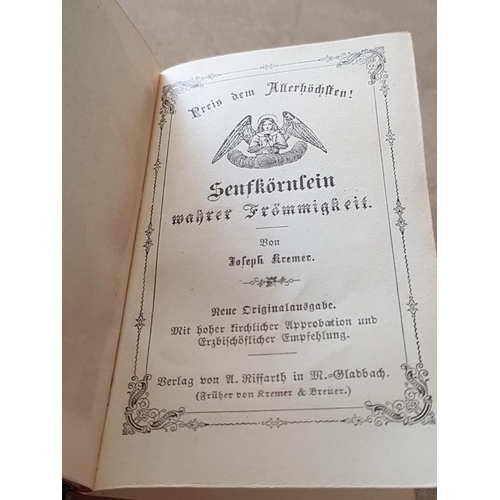 Preis dem Allerhöchsten!
Senfkörnlein
wahrer Frömmigkeit.
Von
Joseph Kremer.
Neue Originalausgabe.
Mit hoher kirchlicher Approbation und
Erzbischöflicher Empfehlung.
Verlag von A. Riffarth in M.-Gladbach.
(Früher von Kremer & Breuer.)